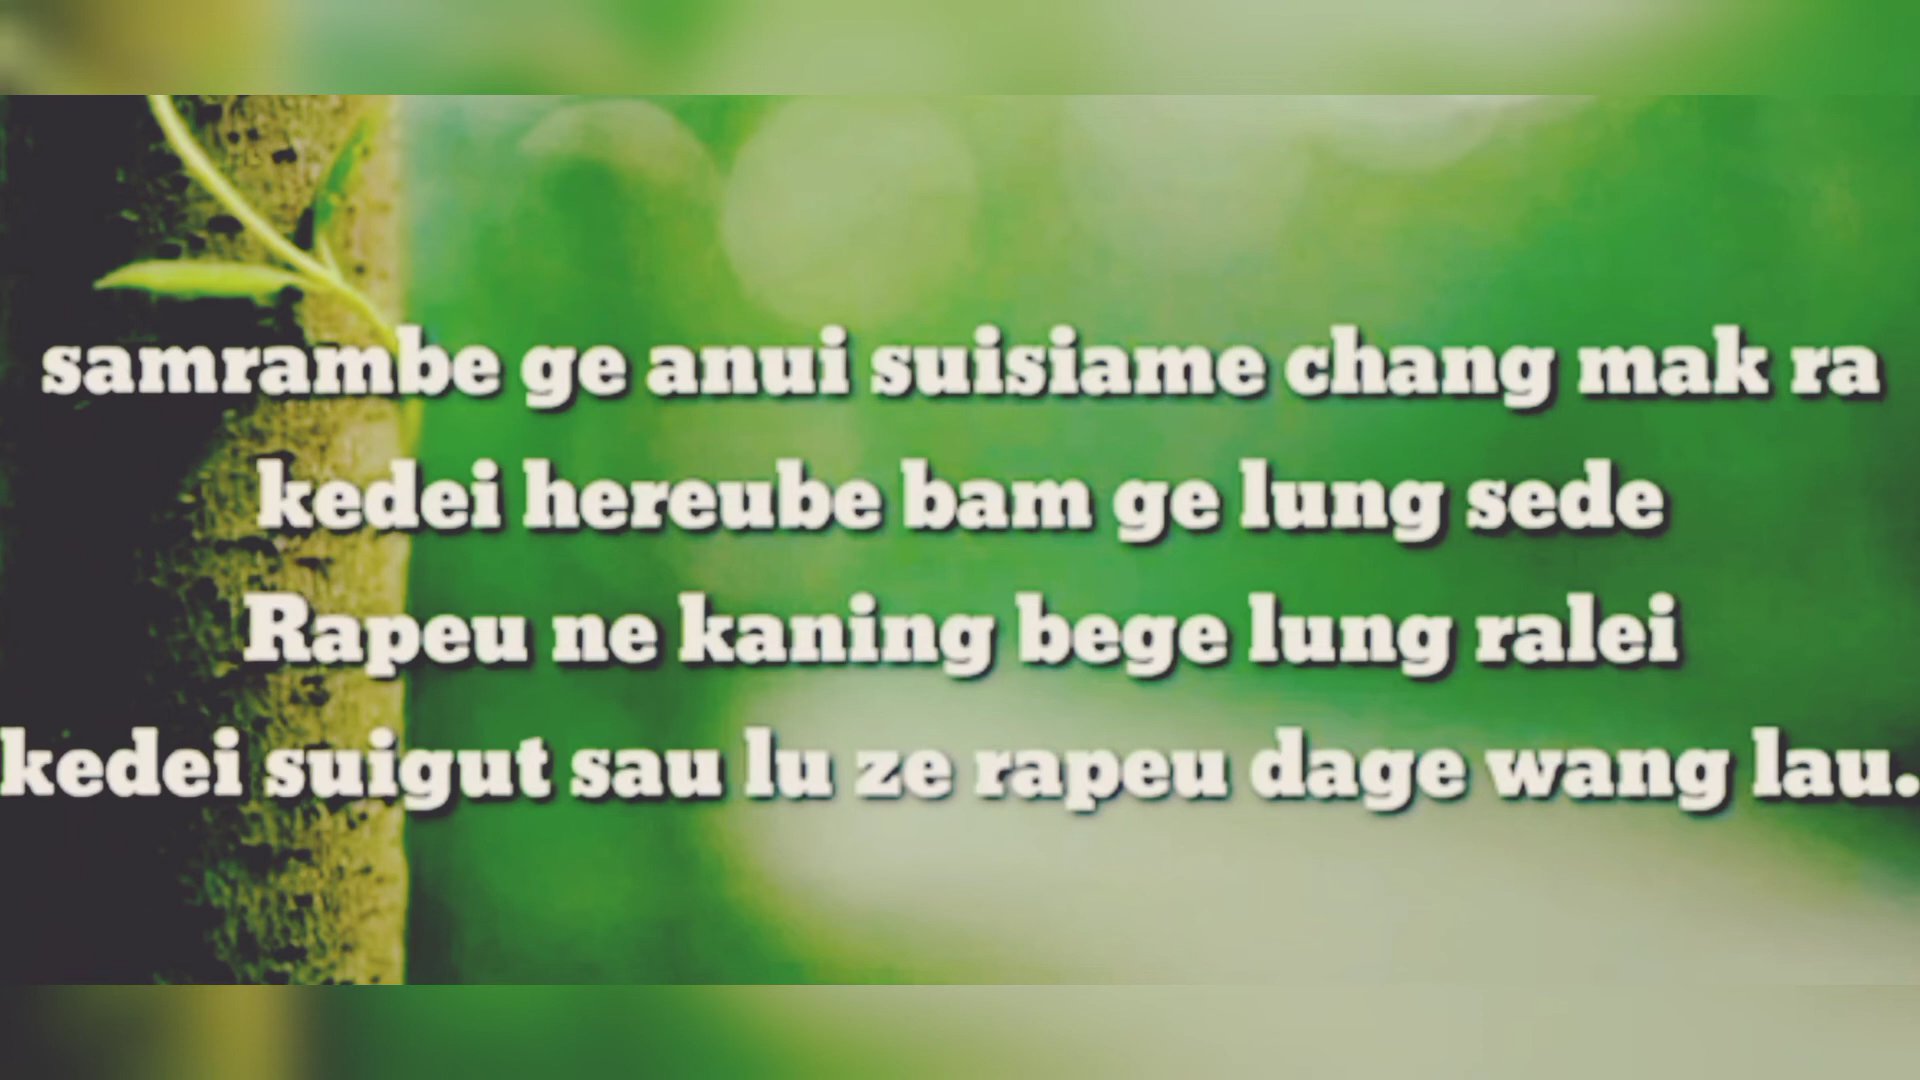 samrambe ge anui suisiame chang mak ra
kedei hereube bam ge lung sede
Rapeu ne kaning bege lung ralei
kedei suigut sau lu ze rapeu dage wang lau.